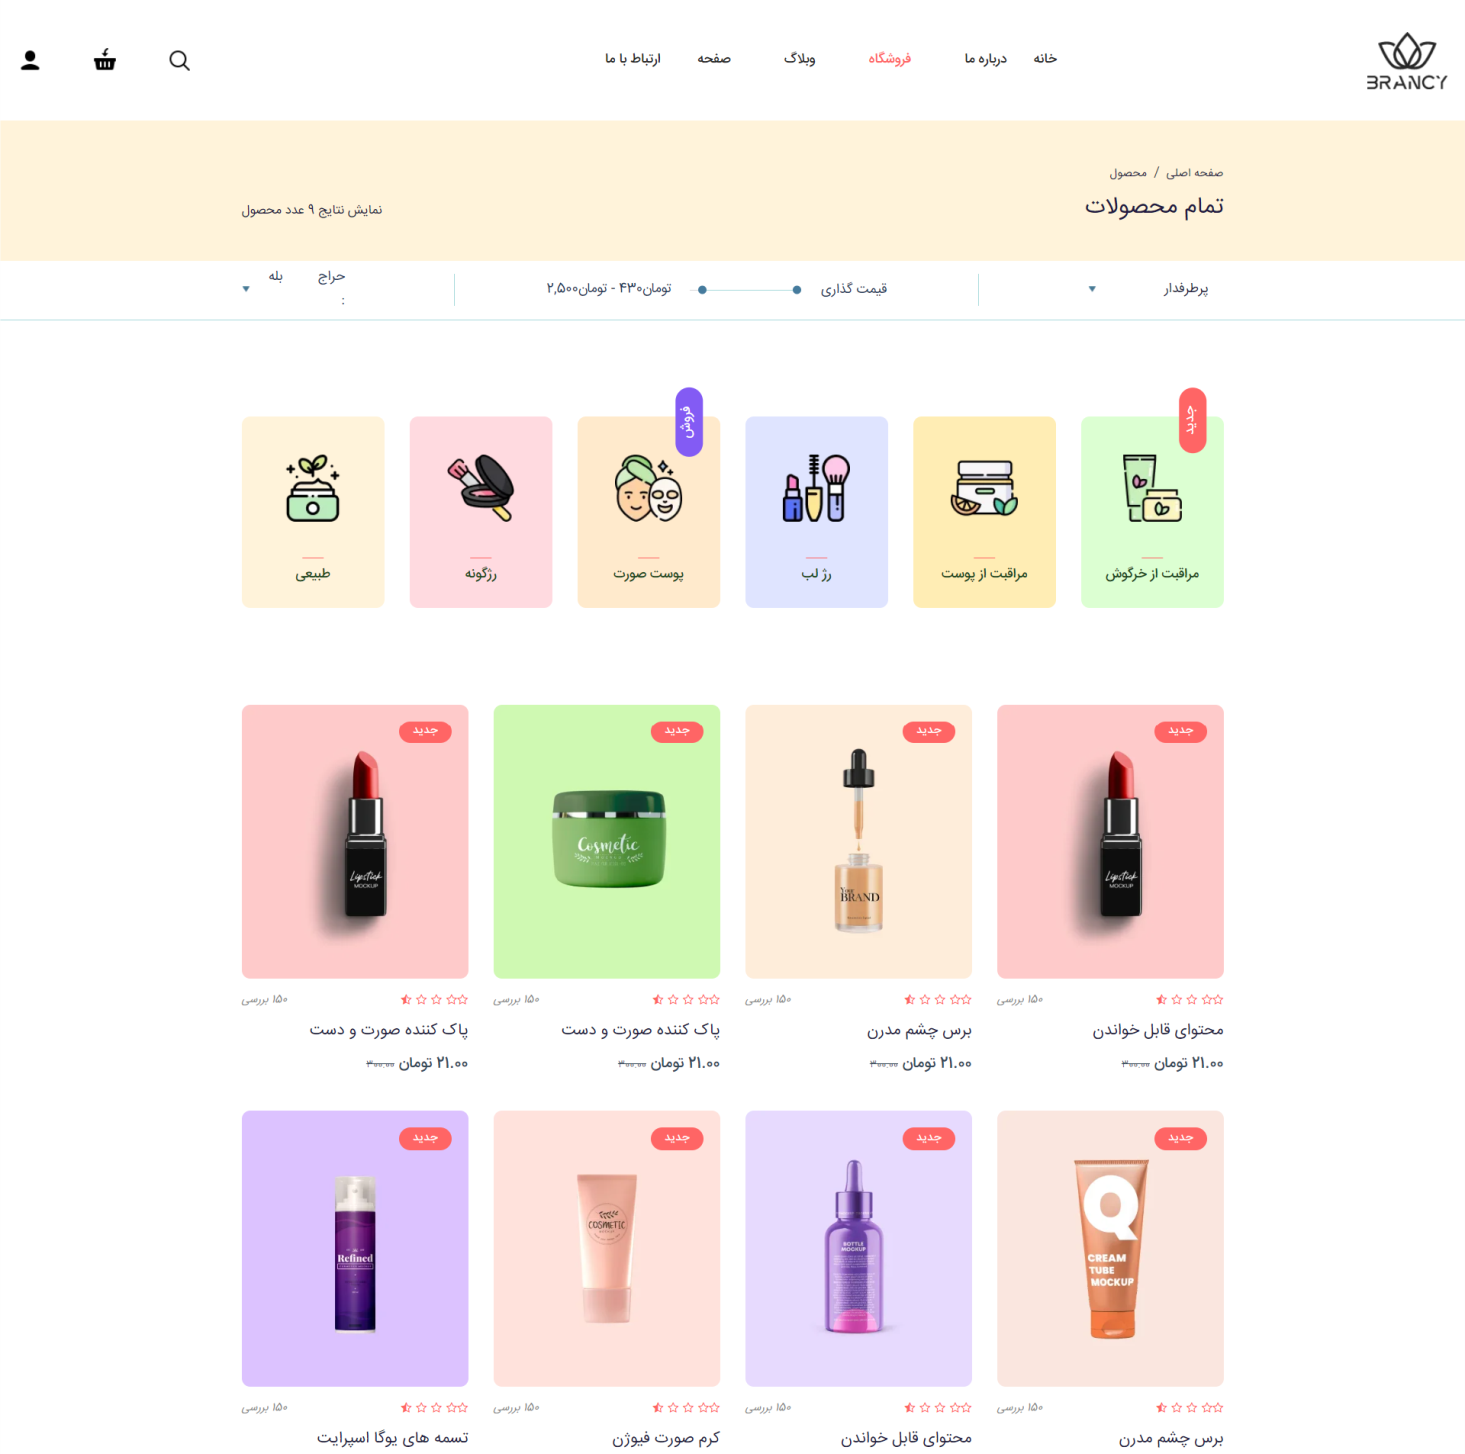 BRANCY
خانه
درباره ما
فروشگاه
وبلاگ
صفحه
ارتباط با ما
صفحه اصلی / محصول
تمام محصولات
نمایش نتایج ۹ عدد محصول
پرطرفدار
قیمت گذاری
تومان۴۳۰ - تومان۲,۵۰۰
حراج
:
بله
جدید
مراقبت از خرگوش
مراقبت از پوست
رژ لب
فروش
پوست صورت
رژگونه
طبیعی
جدید
جدید
جدید
جدید
Lipstick
MOCKUP
Your
BRAND
Cosmetic
Lipstick
MOCKUP
۱۵۰ بررسی
۱۵۰ بررسی
۱۵۰ بررسی
۱۵۰ بررسی
محتوای قابل خواندن
برس چشم مدرن
پاک کننده صورت و دست
پاک کننده صورت و دست
۲۱.۰۰ تومان ۳۰۰.۰۰
۲۱.۰۰ تومان ۳۰۰.۰۰
۲۱.۰۰ تومان ۳۰۰.۰۰
۲۱.۰۰ تومان ۳۰۰.۰۰
جدید
جدید
جدید
جدید
Q
CREAM
TUBE
MOCKUP
BOTTLE
MOCKUP
COSMETIC
Refined
۱۵۰ بررسی
۱۵۰ بررسی
۱۵۰ بررسی
۱۵۰ بررسی
برس چشم مدرن
محتوای قابل خواندن
کرم صورت فیوژن
تسمه های یوگا اسپرایت